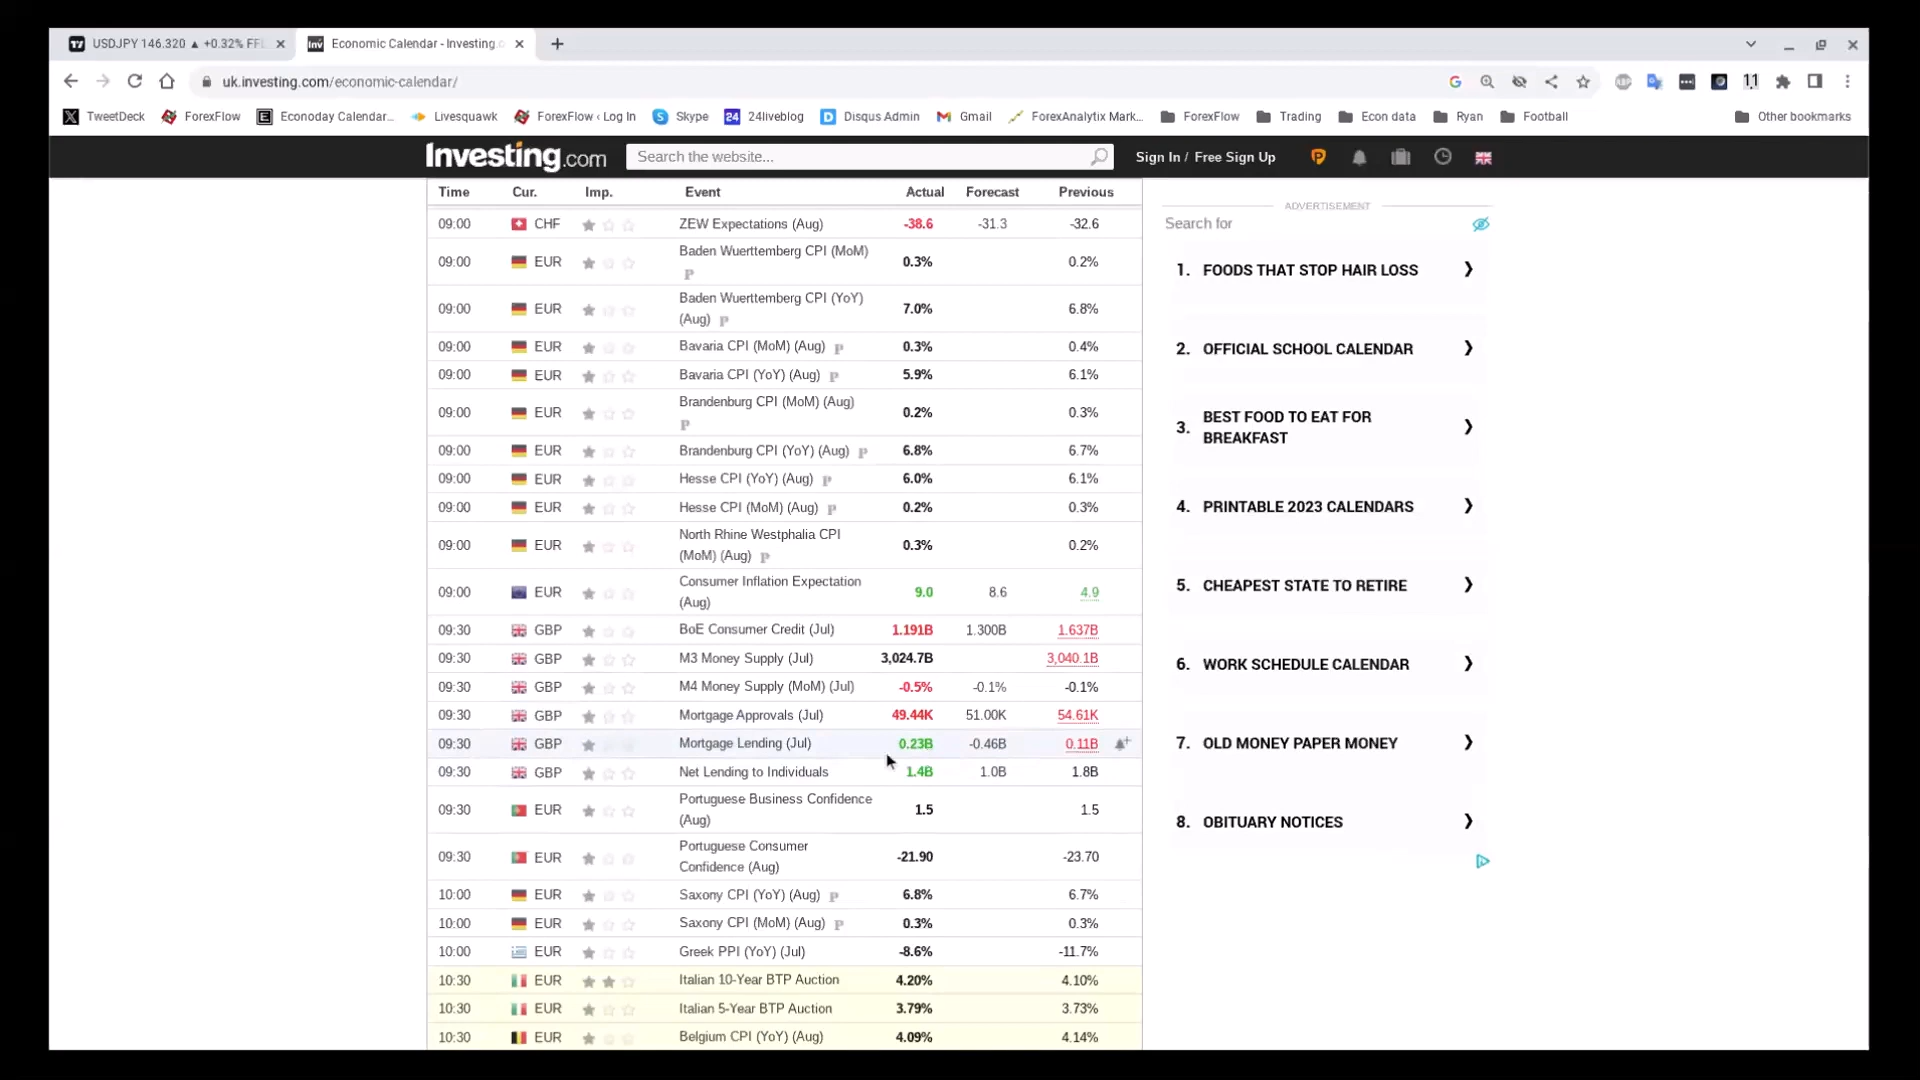 USDJPY 146.320 ▲ +0.32% FF
Economic Calendar - Investing.
uk.investing.com/economic-calendar/
TweetDeck ForexFlow Econoday Calendar... Livesquawk ForexFlow ‹ Log In Skype 24liveblog Disqus Admin Gmail ForexAnalytix Mark... ForexFlow Trading Econ data Ryan Football Other bookmarks
Investing.com Search the website... Sign In / Free Sign Up
Time Cur. Imp. Event Actual Forecast Previous
09:00 CHF ZEW Expectations (Aug) -38.6 -31.3 -32.6
09:00 EUR Baden Wuerttemberg CPI (MoM) P 0.3% 0.2%
09:00 EUR Baden Wuerttemberg CPI (YoY)
(Aug) P 7.0% 6.8%
09:00 EUR Bavaria CPI (MoM) (Aug) P 0.3% 0.4%
09:00 EUR Bavaria CPI (YoY) (Aug) P 5.9% 6.1%
09:00 EUR Brandenburg CPI (MoM) (Aug)
P 0.2% 0.3%
09:00 EUR Brandenburg CPI (YoY) (Aug) P 6.8% 6.7%
09:00 EUR Hesse CPI (YoY) (Aug) P 6.0% 6.1%
09:00 EUR Hesse CPI (MoM) (Aug) P 0.2% 0.3%
09:00 EUR North Rhine Westphalia CPI
(MoM) (Aug) P 0.3% 0.2%
09:00 EUR Consumer Inflation Expectation
(Aug) 9.0 8.6 4.9
09:30 GBP BoE Consumer Credit (Jul) 1.191B 1.300B 1.637B
09:30 GBP M3 Money Supply (Jul) 3,024.7B 3,040.1B
09:30 GBP M4 Money Supply (MoM) (Jul) -0.5% -0.1% -0.1%
09:30 GBP Mortgage Approvals (Jul) 49.44K 51.00K 54.61K
09:30 GBP Mortgage Lending (Jul) 0.23B -0.46B 0.11B
09:30 GBP Net Lending to Individuals 1.4B 1.0B 1.8B
09:30 EUR Portuguese Business Confidence
(Aug) 1.5 1.5
09:30 EUR Portuguese Consumer
Confidence (Aug) -21.90 -23.70
10:00 EUR Saxony CPI (YoY) (Aug) P 6.8% 6.7%
10:00 EUR Saxony CPI (MoM) (Aug) P 0.3% 0.3%
10:00 EUR Greek PPI (YoY) (Jul) -8.6% -11.7%
10:30 EUR Italian 10-Year BTP Auction 4.20% 4.10%
10:30 EUR Italian 5-Year BTP Auction 3.79% 3.73%
10:30 EUR Belgium CPI (YoY) (Aug) 4.09% 4.14%
ADVERTISEMENT
Search for
1. FOODS THAT STOP HAIR LOSS
2. OFFICIAL SCHOOL CALENDAR
3. BEST FOOD TO EAT FOR
BREAKFAST
4. PRINTABLE 2023 CALENDARS
5. CHEAPEST STATE TO RETIRE
6. WORK SCHEDULE CALENDAR
7. OLD MONEY PAPER MONEY
8. OBITUARY NOTICES